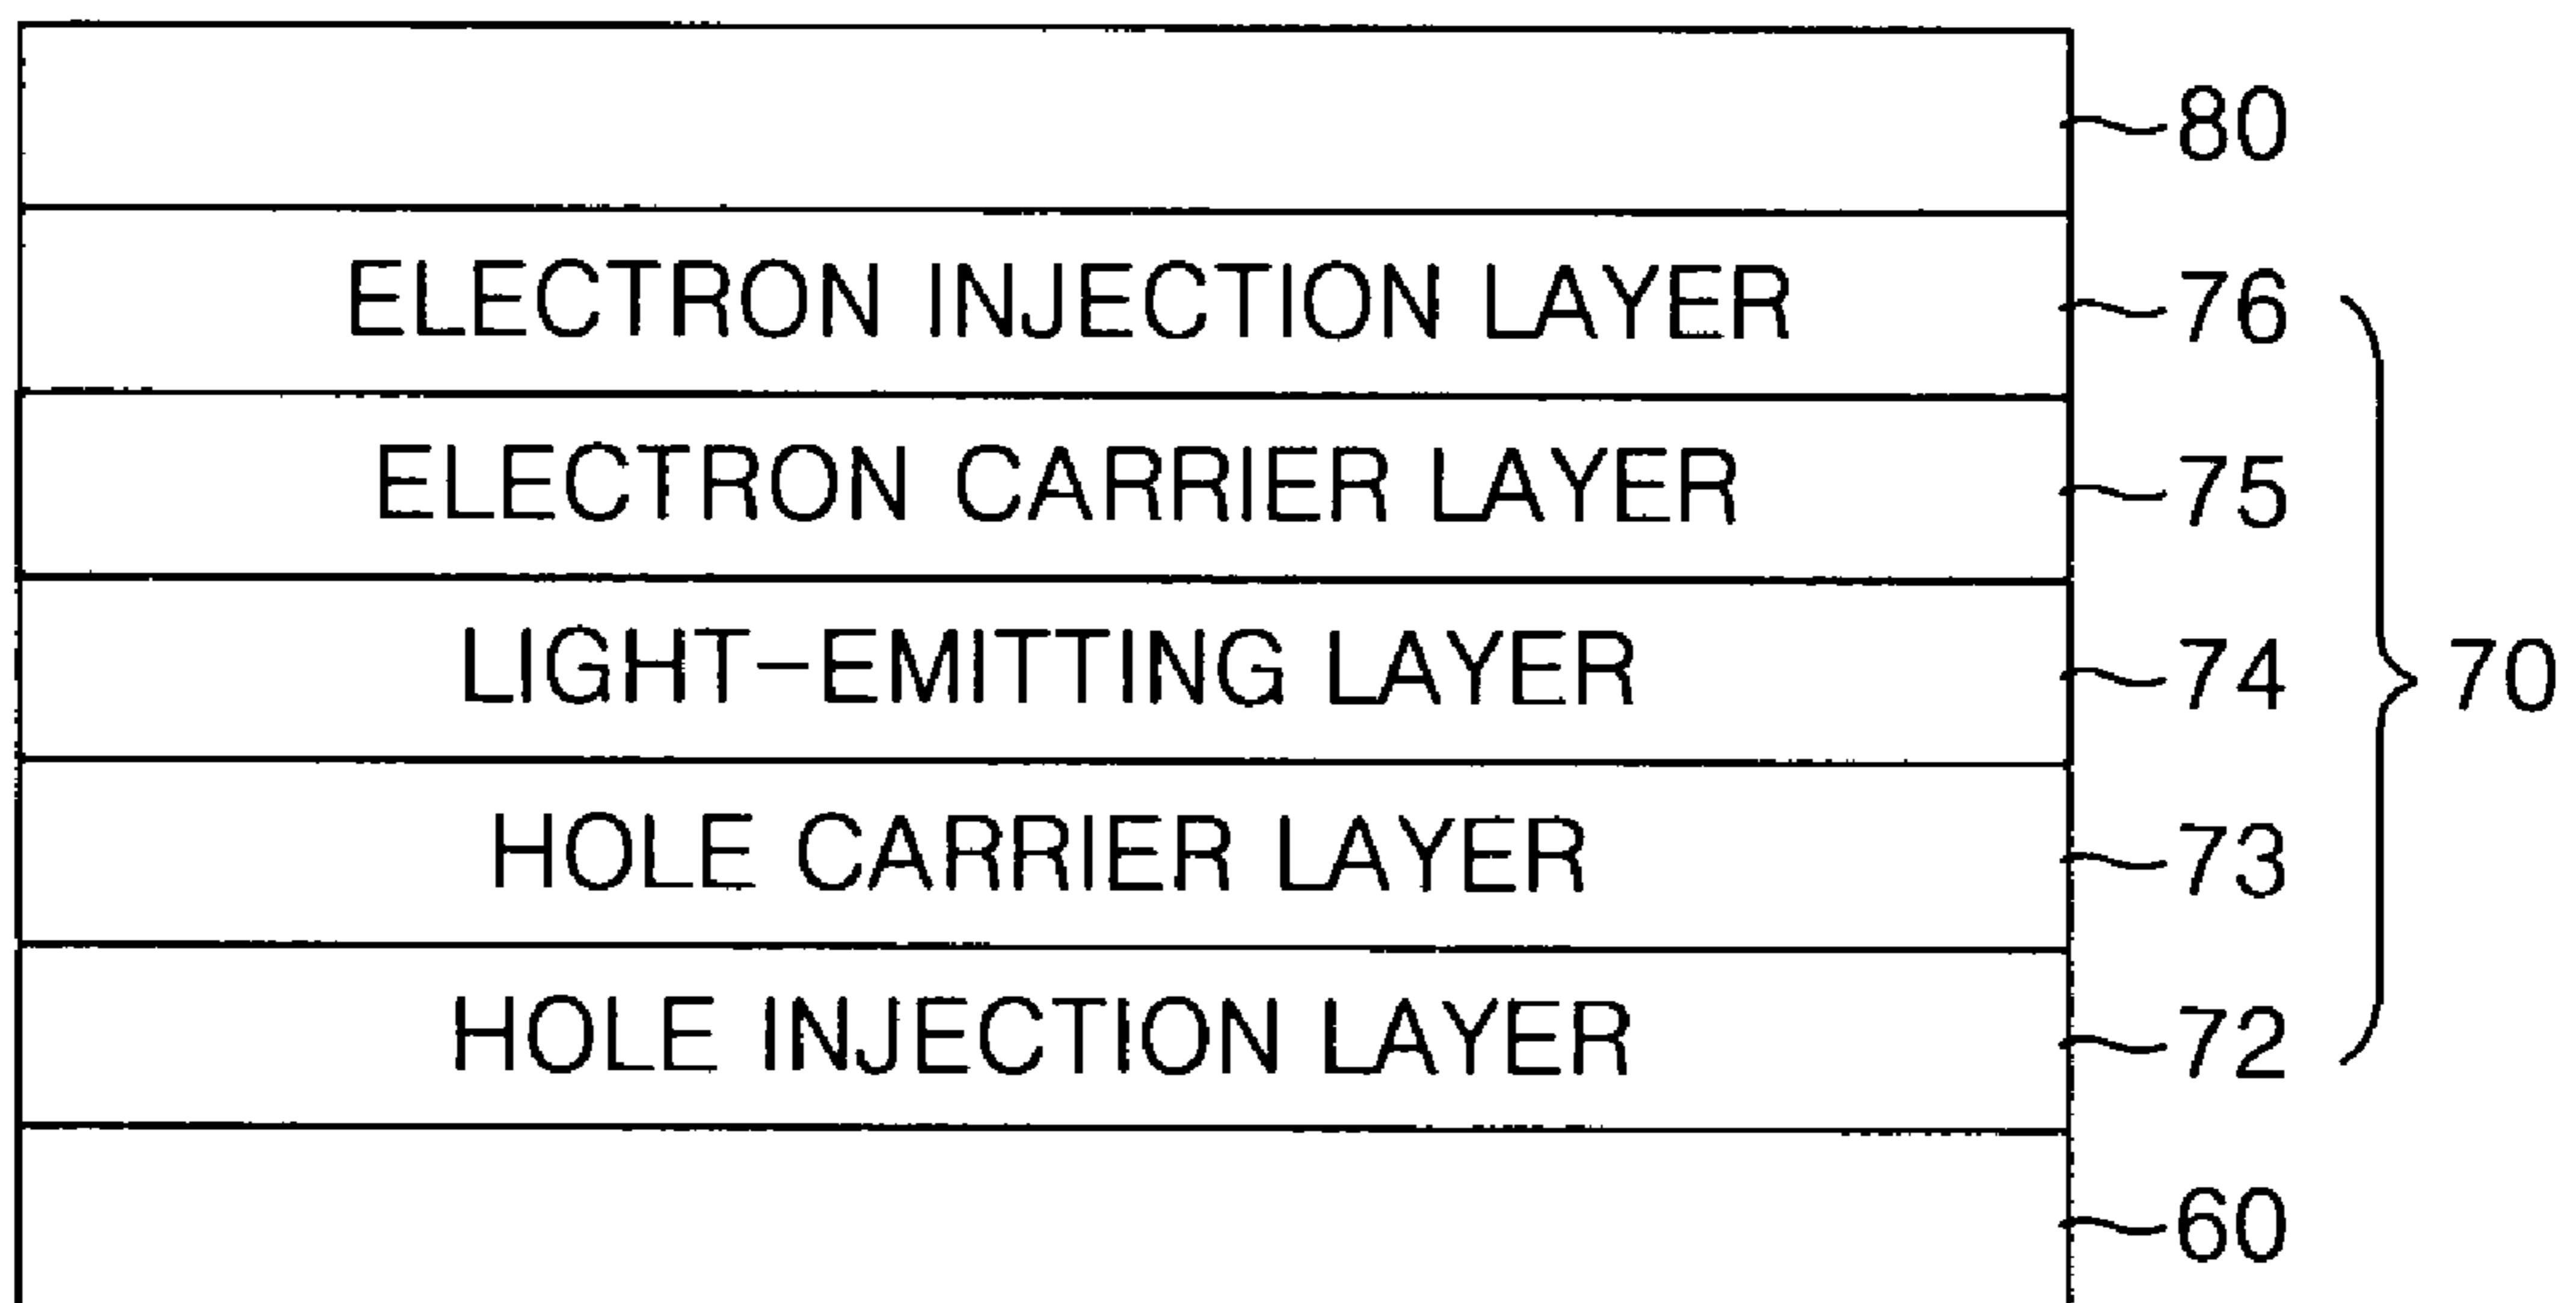 80
ELECTRON INJECTION LAYER 76
ELECTRON CARRIER LAYER 75
LIGHT-EMITTING LAYER 74 70
HOLE CARRIER LAYER 73
HOLE INJECTION LAYER 72
60